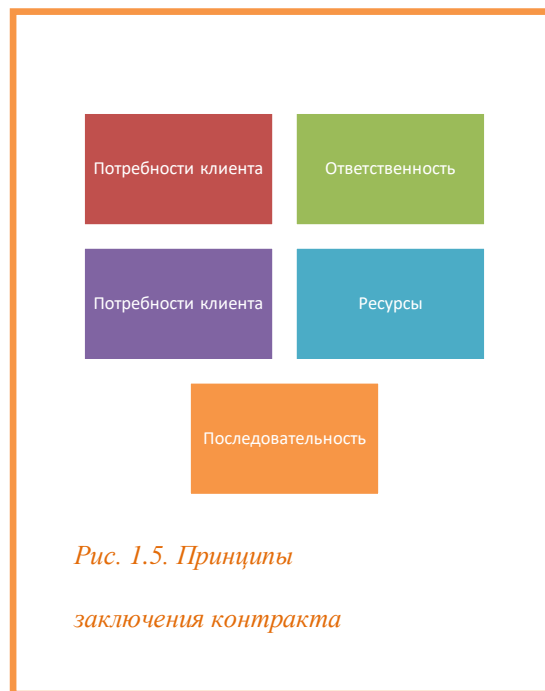 Потребности клиента
Ответственность
Потребности клиента
Ресурсы
Последовательность
Рис. 1.5. Принципы
заключения контракта